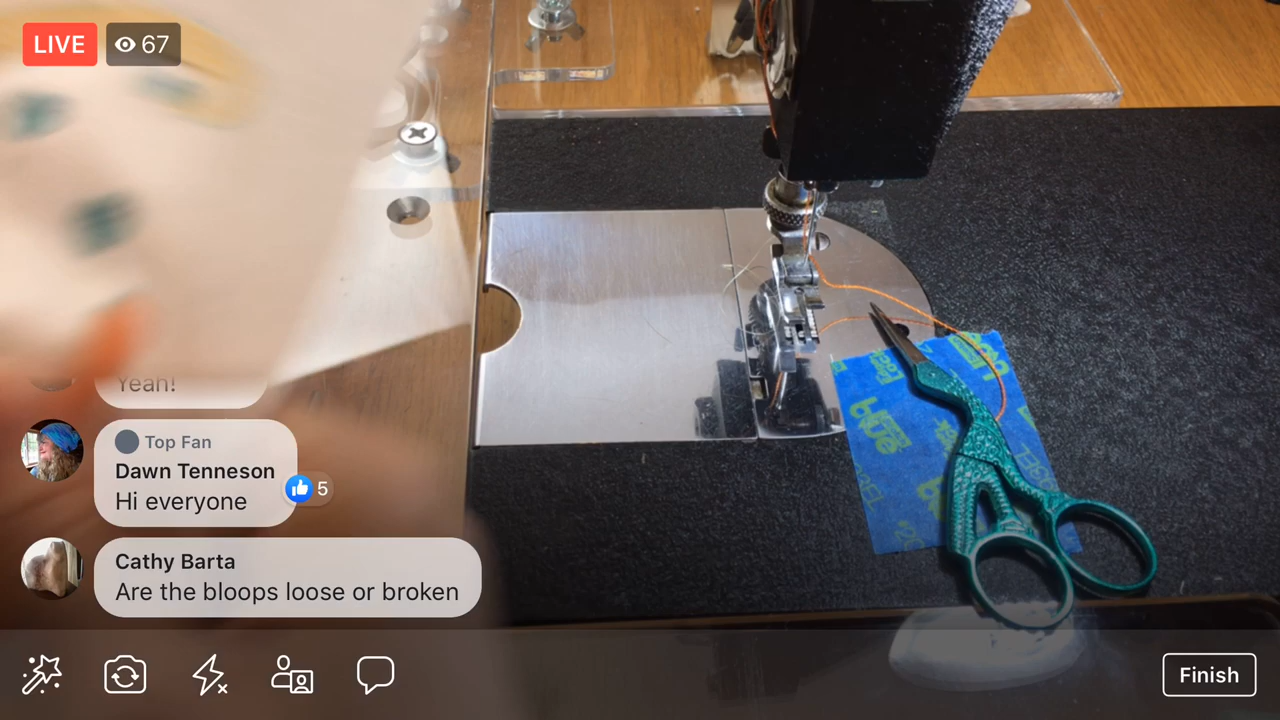 LIVE
67
Yeah!
Top Fan
Dawn Tenneson
Hi everyone
5
Cathy Barta
Are the bloops loose or broken
Finish